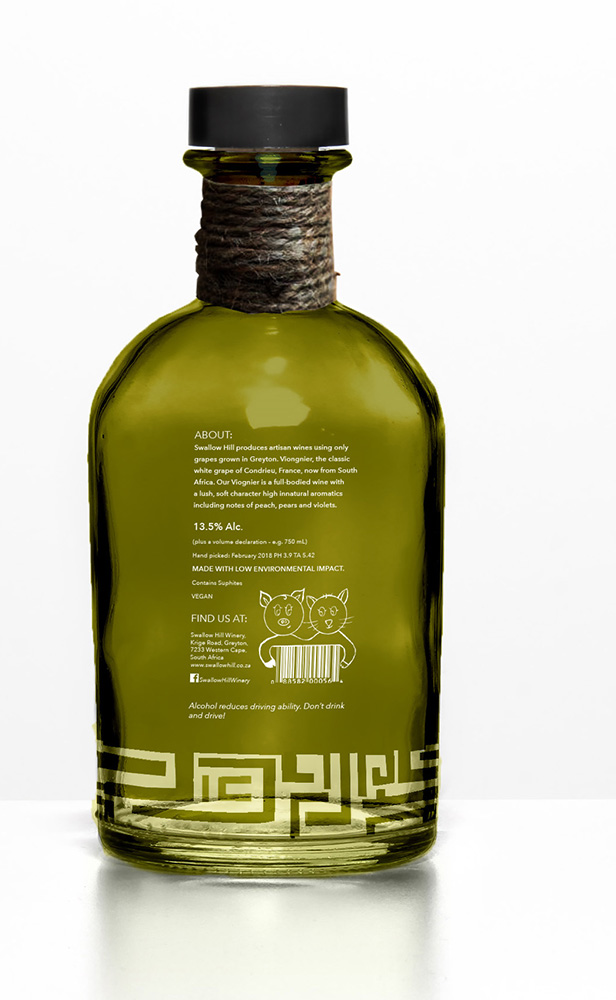 ABOUT:
Swallow Hill produces artisan wines using only
grapes grown in Greyton. Viongnier, the classic
white grape of Condrieu, France, now from South
Africa. Our Viognier is a full-bodied wine with
a lush, soft character high innatural aromatics
including notes of peach, pears and violets.
13.5% Alc.
(plus a volume declaration - e.g. 750 mL)
Hand picked: February 2018 PH 3.9 TA 5.42
MADE WITH LOW ENVIRONMENTAL IMPACT.
Contains Suphites
VEGAN
FIND US AT:
Swallow Hill Winery,
Krige Road, Greyton,
7233 Western Cape,
South Africa
www.swallowhill.co.za
f SwallowHillWinery
Alcohol reduces driving ability. Don't drink
and drive!